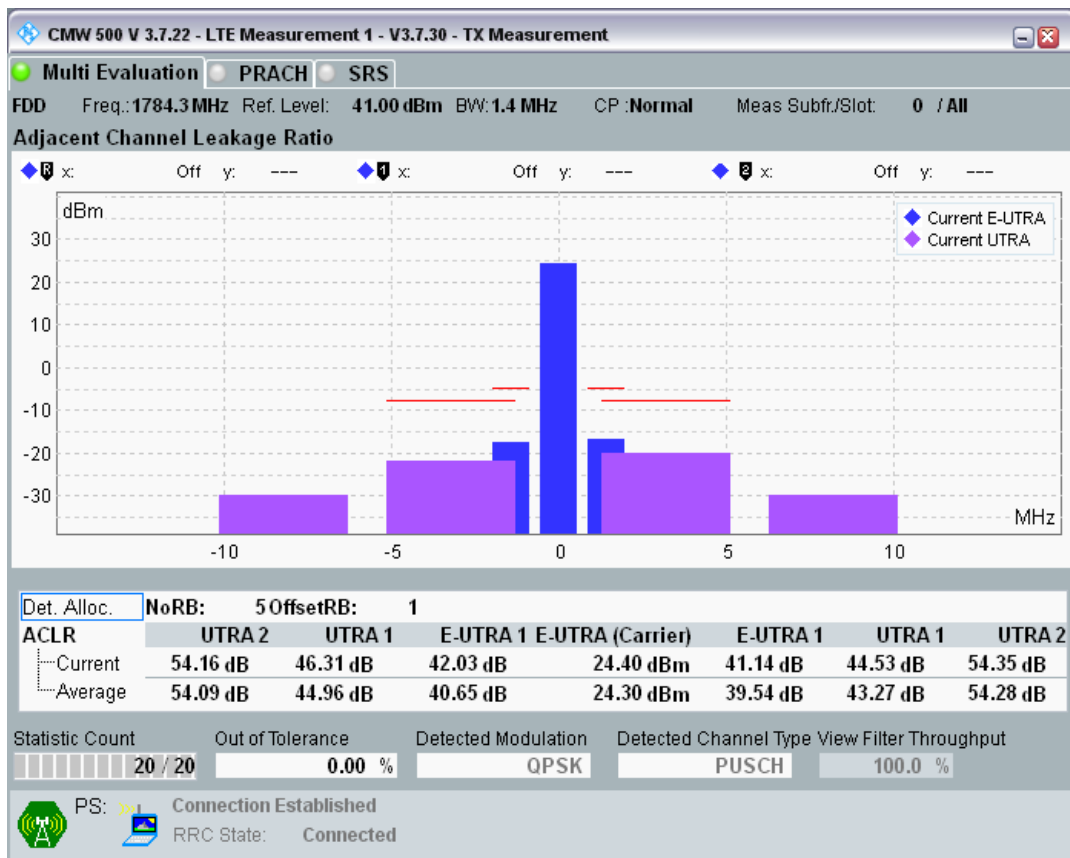 CMW 500 V 3.7.22 - LTE Measurement 1 - V3.7.30 - TX Measurement
Multi Evaluation PRACH SRS
FDD Freq.: 1784.3 MHz Ref. Level: 41.00 dBm BW: 1.4 MHz CP :Normal Meas Subfr./Slot: 0 / All
Adjacent Channel Leakage Ratio
R x: Off y: --- 1 x: Off y: --- 2 x: Off y: ---
dBm
Current E-UTRA
Current UTRA
30
20
10
0
-10
-20
-30
MHz
-10 -5 0 5 10
Det. Alloc. NoRB: 5 OffsetRB: 1
ACLR UTRA 2 UTRA 1 E-UTRA 1 E-UTRA (Carrier) E-UTRA 1 UTRA 1 UTRA 2
Current 54.16 dB 46.31 dB 42.03 dB 24.40 dBm 41.14 dB 44.53 dB 54.35 dB
Average 54.09 dB 44.96 dB 40.65 dB 24.30 dBm 39.54 dB 43.27 dB 54.28 dB
Statistic Count Out of Tolerance Detected Modulation Detected Channel Type View Filter Throughput
20 / 20 0.00 % QPSK PUSCH 100.0 %
PS: Connection Established
RRC State: Connected